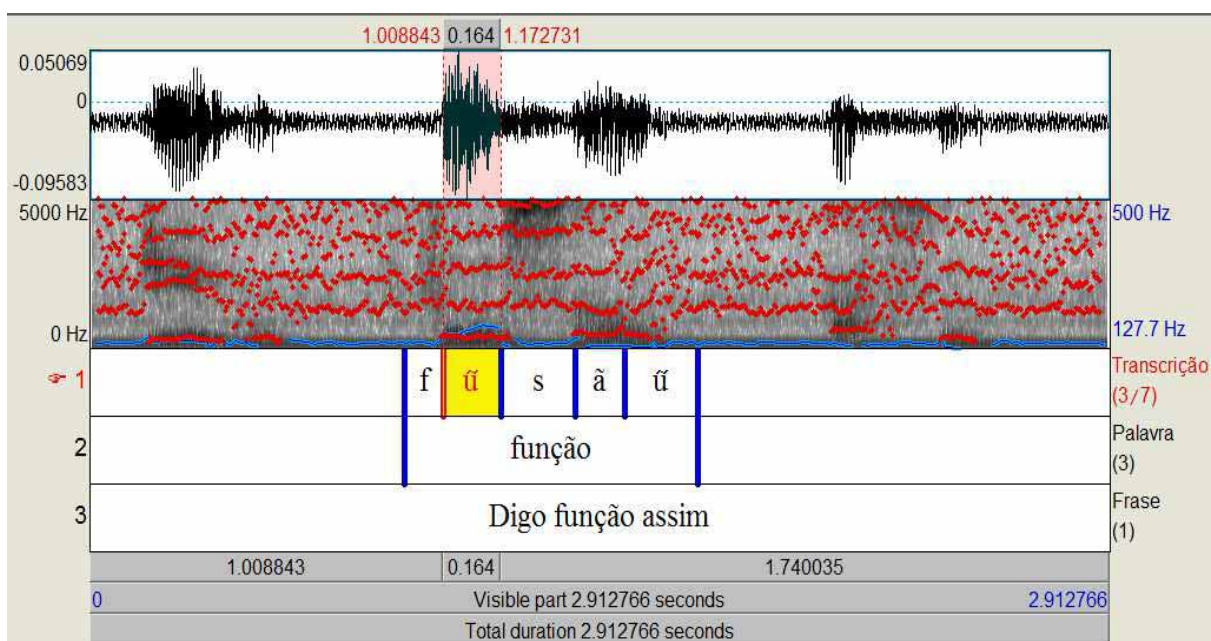 1.008843 0.164 1.172731
0.05069
0
-0.09583
5000 Hz
500 Hz
0 Hz
127.7 Hz
1 f ṹ s ã ṹ Transcrição (3/7)
2 função Palavra (3)
3 Digo função assim Frase (1)
1.008843 0.164 1.740035
0 Visible part 2.912766 seconds 2.912766
Total duration 2.912766 seconds